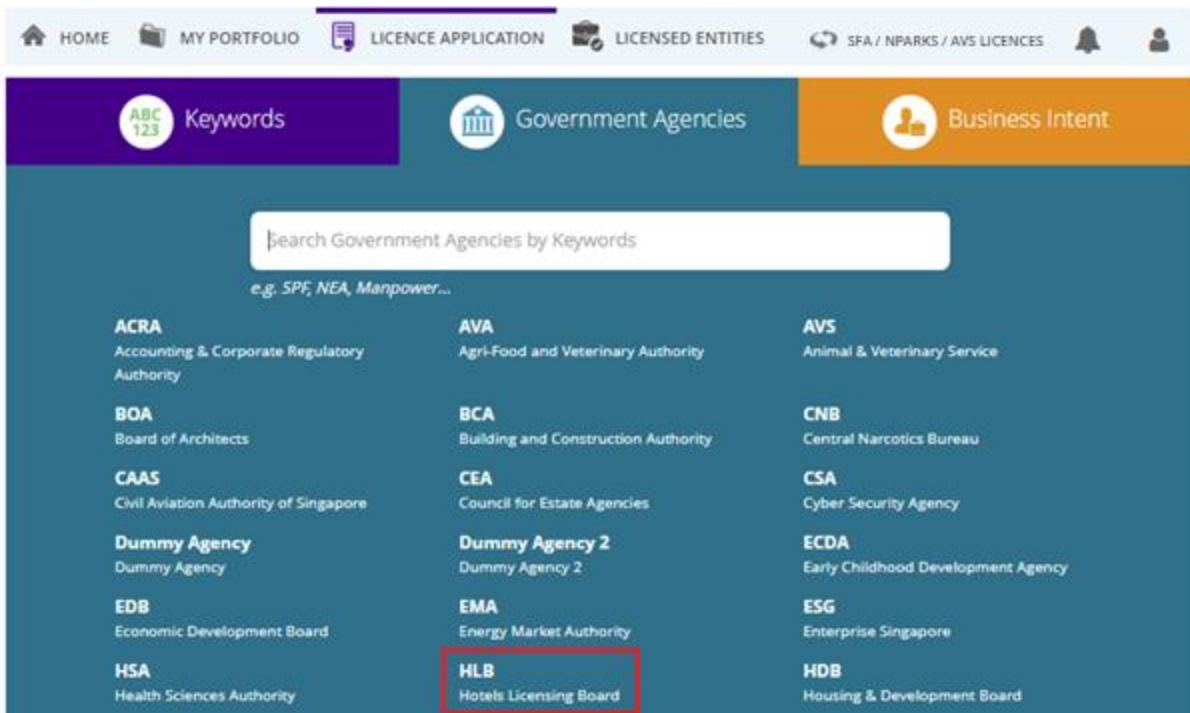 HOME MY PORTFOLIO LICENCE APPLICATION LICENSED ENTITIES SFA / NPARKS / AVS LICENCES
ABC
123
Keywords
Government Agencies
Business Intent
Search Government Agencies by Keywords
e.g. SPF, NEA, Manpower...
ACRA
Accounting & Corporate Regulatory
Authority
AVA
Agri-Food and Veterinary Authority
AVS
Animal & Veterinary Service
BOA
Board of Architects
BCA
Building and Construction Authority
CNB
Central Narcotics Bureau
CAAS
Civil Aviation Authority of Singapore
CEA
Council for Estate Agencies
CSA
Cyber Security Agency
Dummy Agency
Dummy Agency
Dummy Agency 2
Dummy Agency 2
ECDA
Early Childhood Development Agency
EDB
Economic Development Board
EMA
Energy Market Authority
ESG
Enterprise Singapore
HSA
Health Sciences Authority
HLB
Hotels Licensing Board
HDB
Housing & Development Board